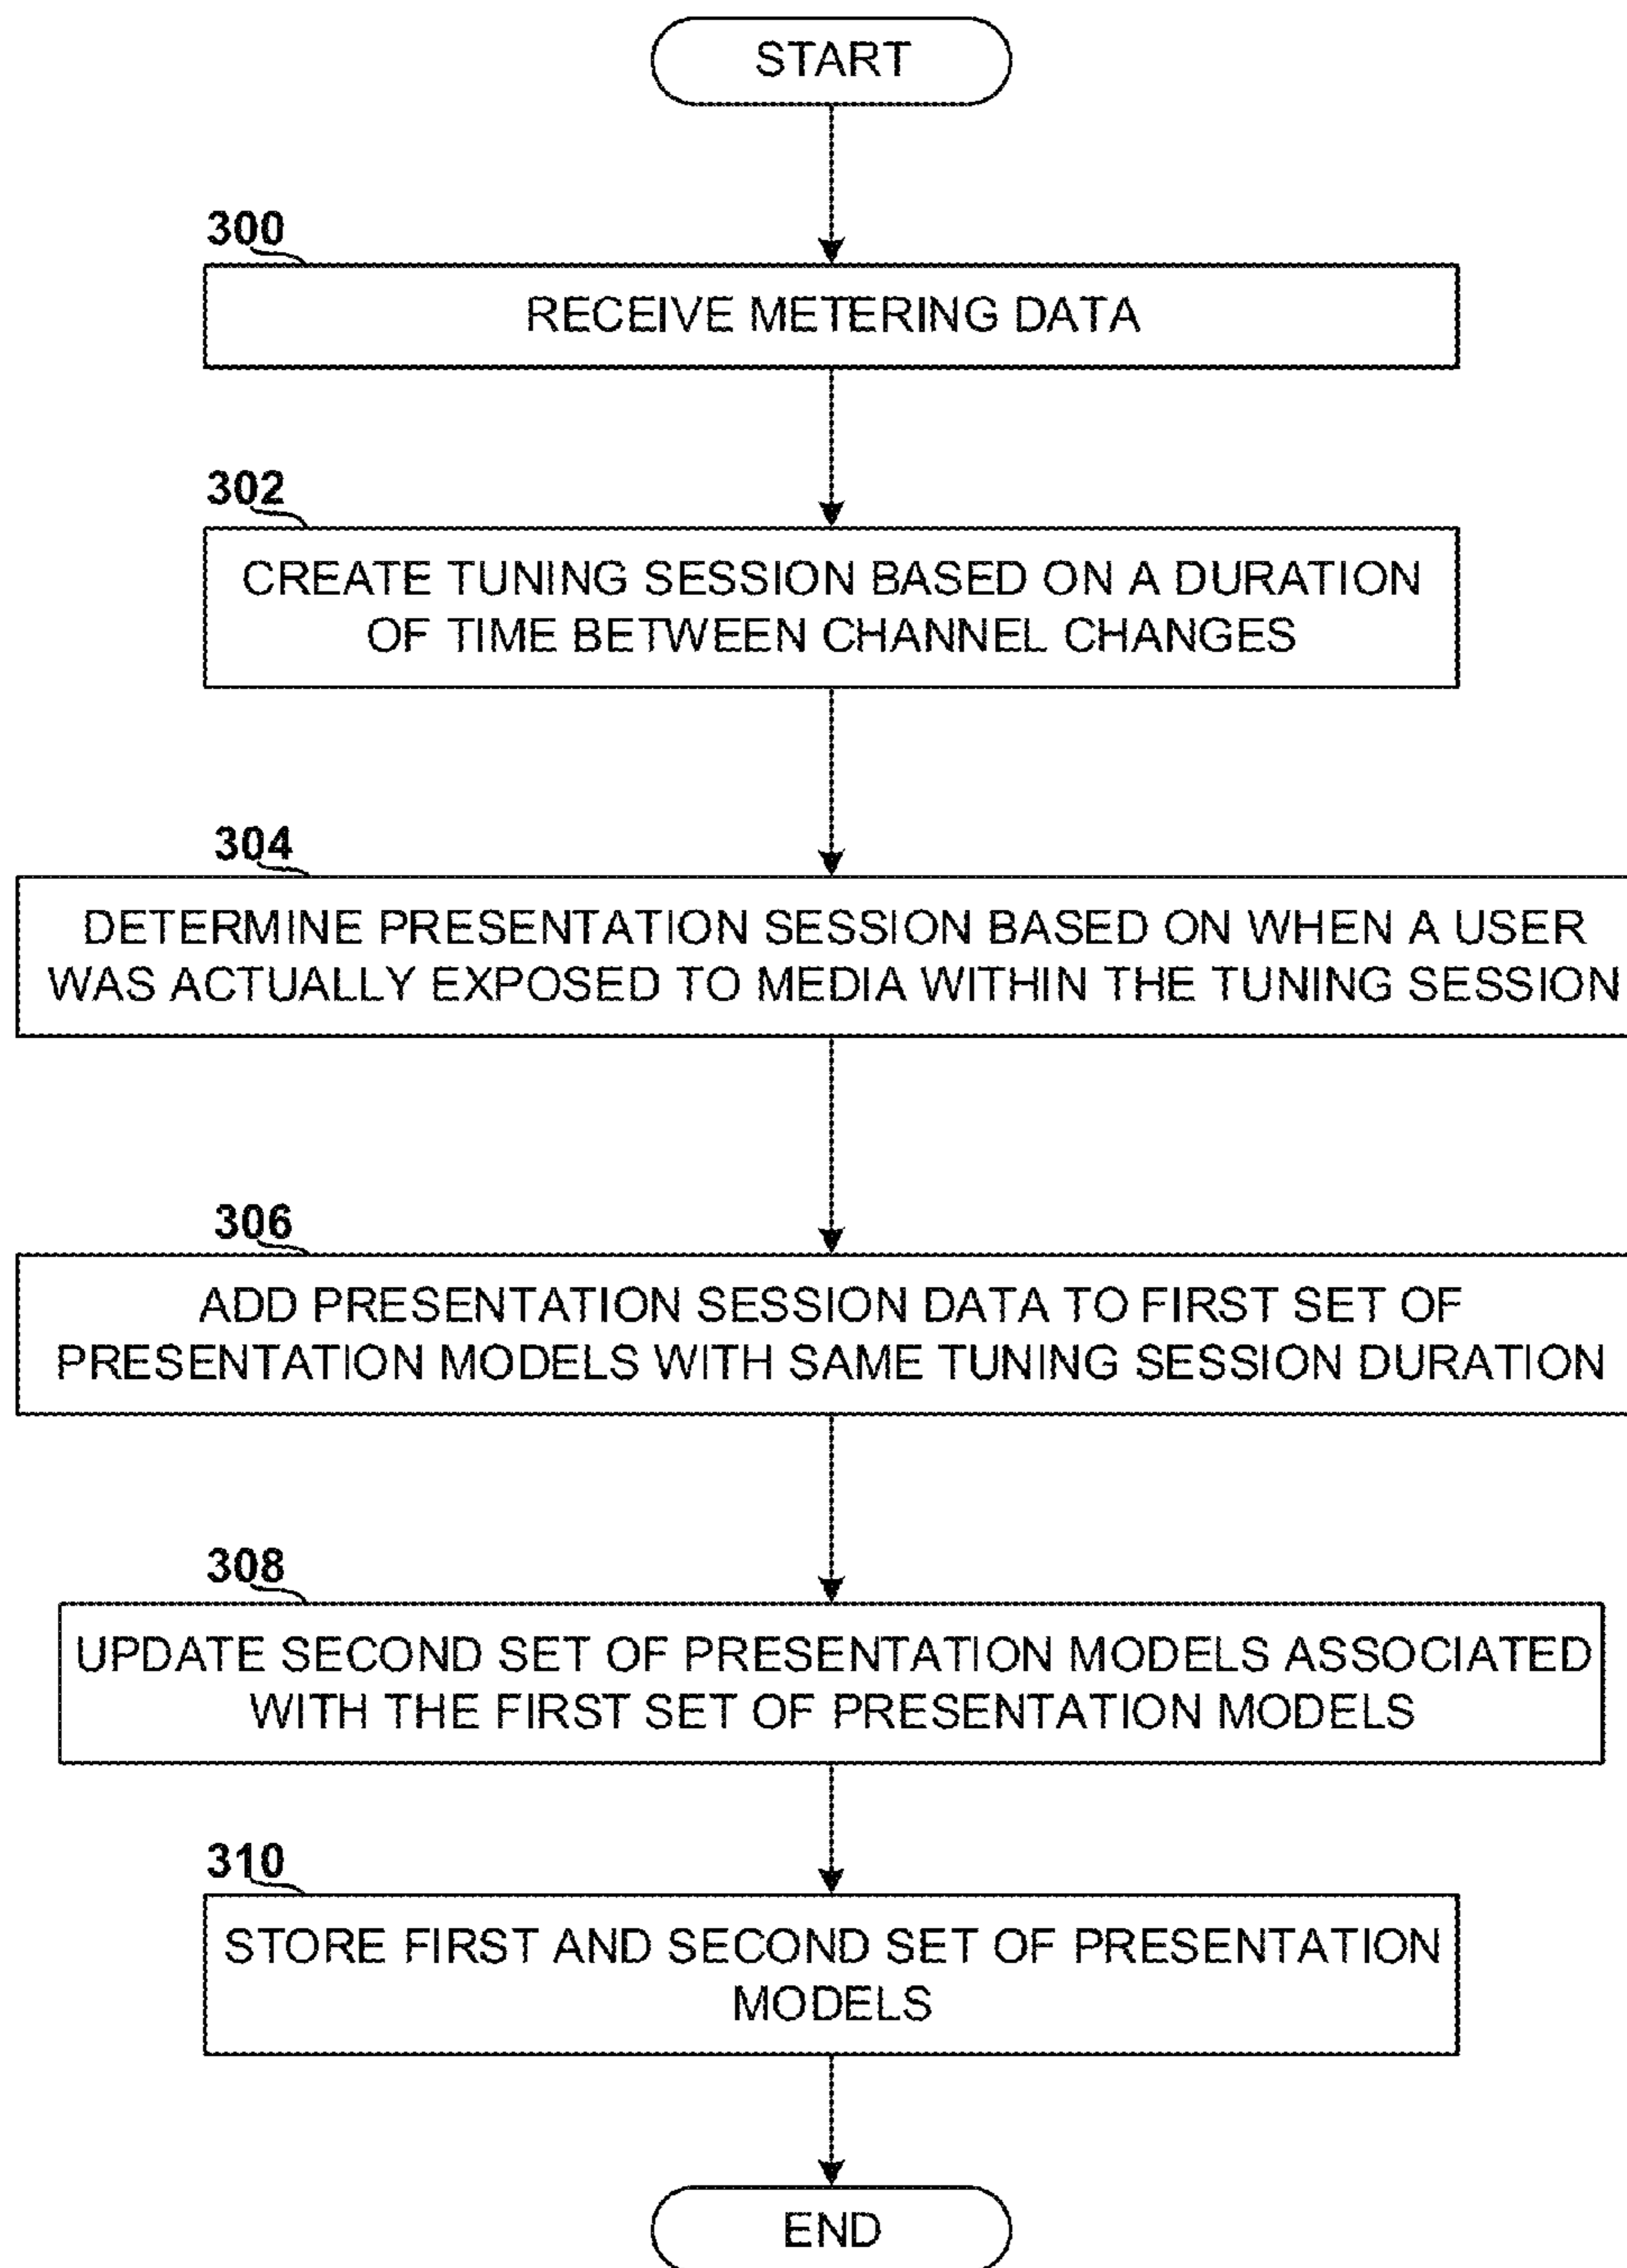 START
300
RECEIVE METERING DATA
302
CREATE TUNING SESSION BASED ON A DURATION
OF TIME BETWEEN CHANNEL CHANGES
304
DETERMINE PRESENTATION SESSION BASED ON WHEN A USER
WAS ACTUALLY EXPOSED TO MEDIA WITHIN THE TUNING SESSION
306
ADD PRESENTATION SESSION DATA TO FIRST SET OF
PRESENTATION MODELS WITH SAME TUNING SESSION DURATION
308
UPDATE SECOND SET OF PRESENTATION MODELS ASSOCIATED
WITH THE FIRST SET OF PRESENTATION MODELS
310
STORE FIRST AND SECOND SET OF PRESENTATION
MODELS
END